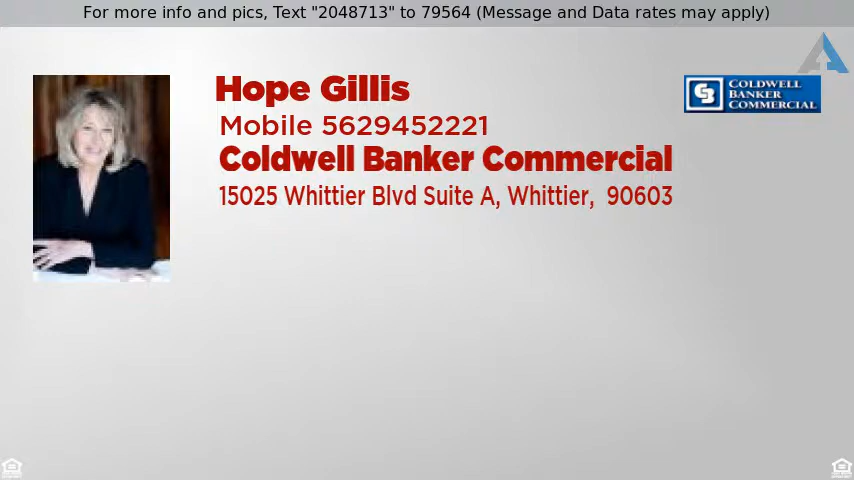 For more info and pics, Text "2048713" to 79564 (Message and Data rates may apply)
Hope Gillis
Mobile 5629452221
Coldwell Banker Commercial
15025 Whittier Blvd Suite A, Whittier,  90603
COLDWELL
BANKER
COMMERCIAL